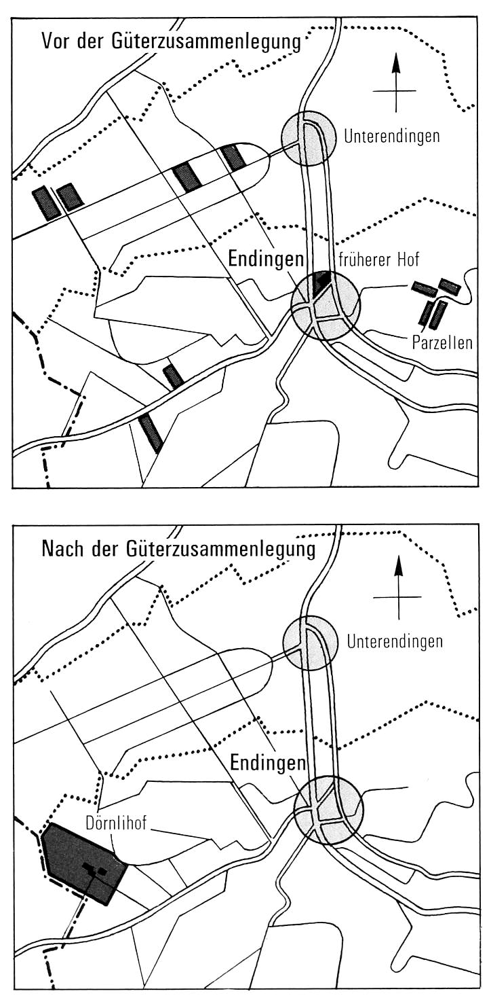 Vor der Güterzusammenlegung
Unterendingen
Endingen
früherer Hof
Parzellen
Nach der Güterzusammenlegung
Unterendingen
Endingen
Dörnlihof